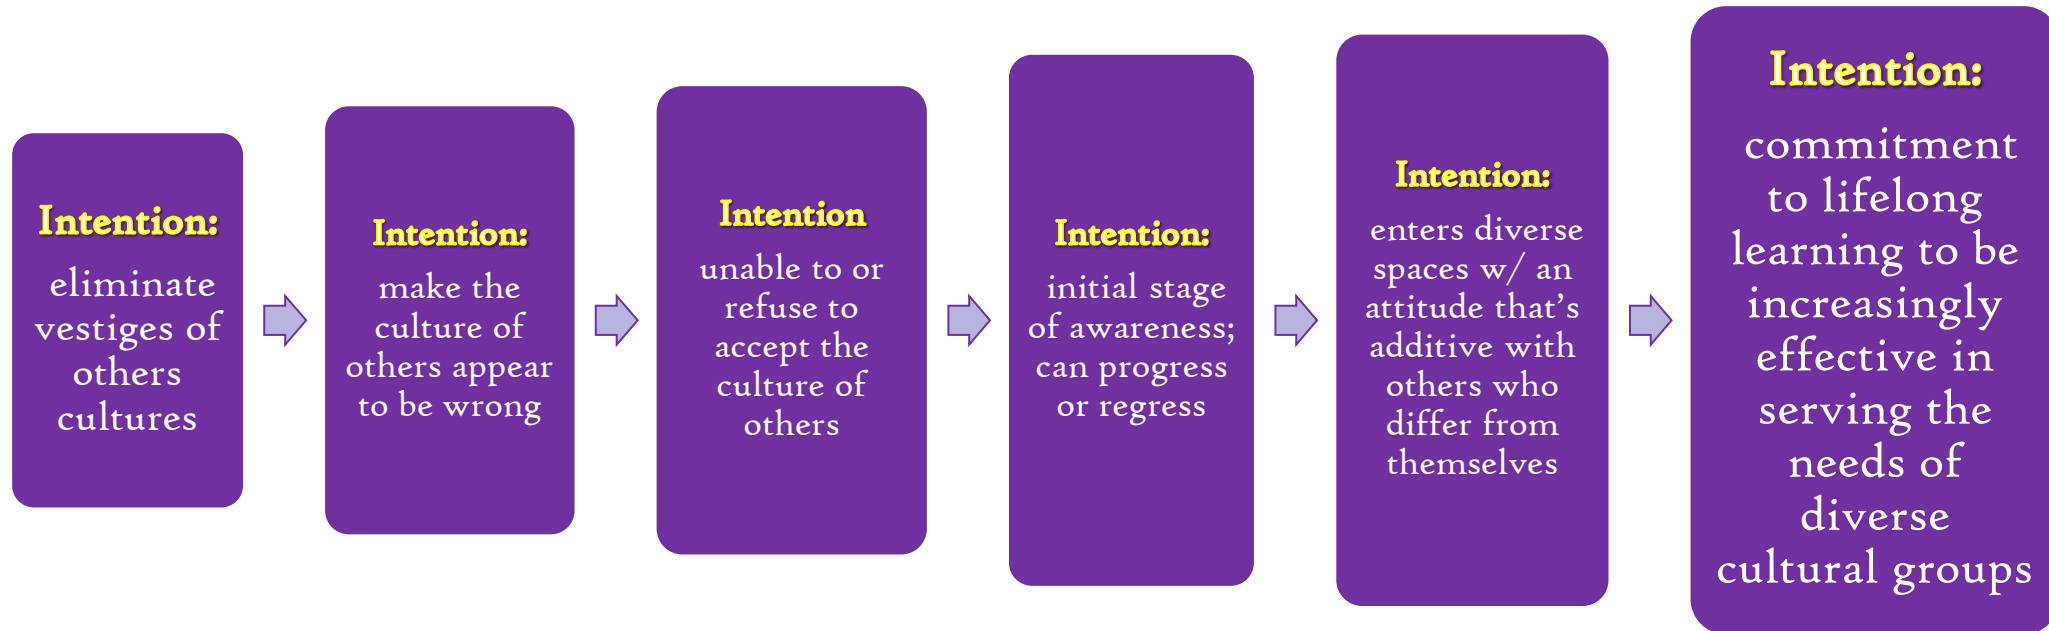 Intention:
eliminate
vestiges of
others
cultures
Intention:
make the
culture of
others appear
to be wrong
Intention
unable to or
refuse to
accept the
culture of
others
Intention:
initial stage
of awareness;
can progress
or regress
Intention:
enters diverse
spaces w/ an
attitude that’s
additive with
others who
differ from
themselves
Intention:
commitment
to lifelong
learning to be
increasingly
effective in
serving the
needs of
diverse
cultural groups